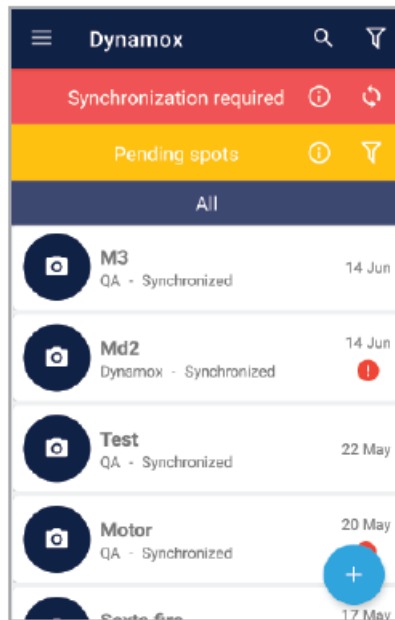 Dynamox
Synchronization required
Pending spots
All
M3
QA - Synchronized
14 Jun
Md2
Dynamox - Synchronized
14 Jun
Test
QA - Synchronized
22 May
Motor
QA - Synchronized
20 May
17 May